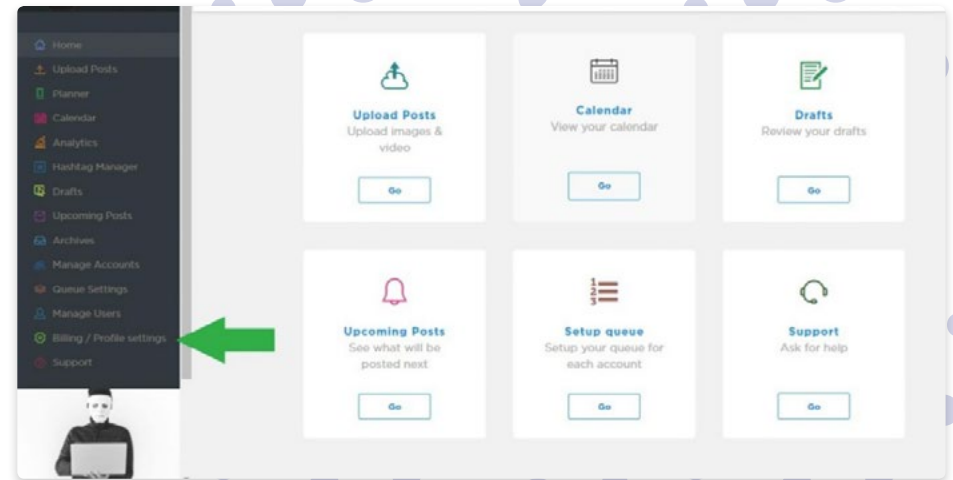 Home
Upload Posts
Planner
Calendar
Analytics
Hashtag Manager
Drafts
Upcoming Posts
Archives
Manage Accounts
Queue Settings
Manage Users
Billing / Profile settings
Support
Upload Posts
Upload images &
video
Go
Calendar
View your calendar
Go
Drafts
Review your drafts
Go
Upcoming Posts
See what will be
posted next
Go
1
2
3
Setup queue
Setup your queue for
each account
Go
Support
Ask for help
Go